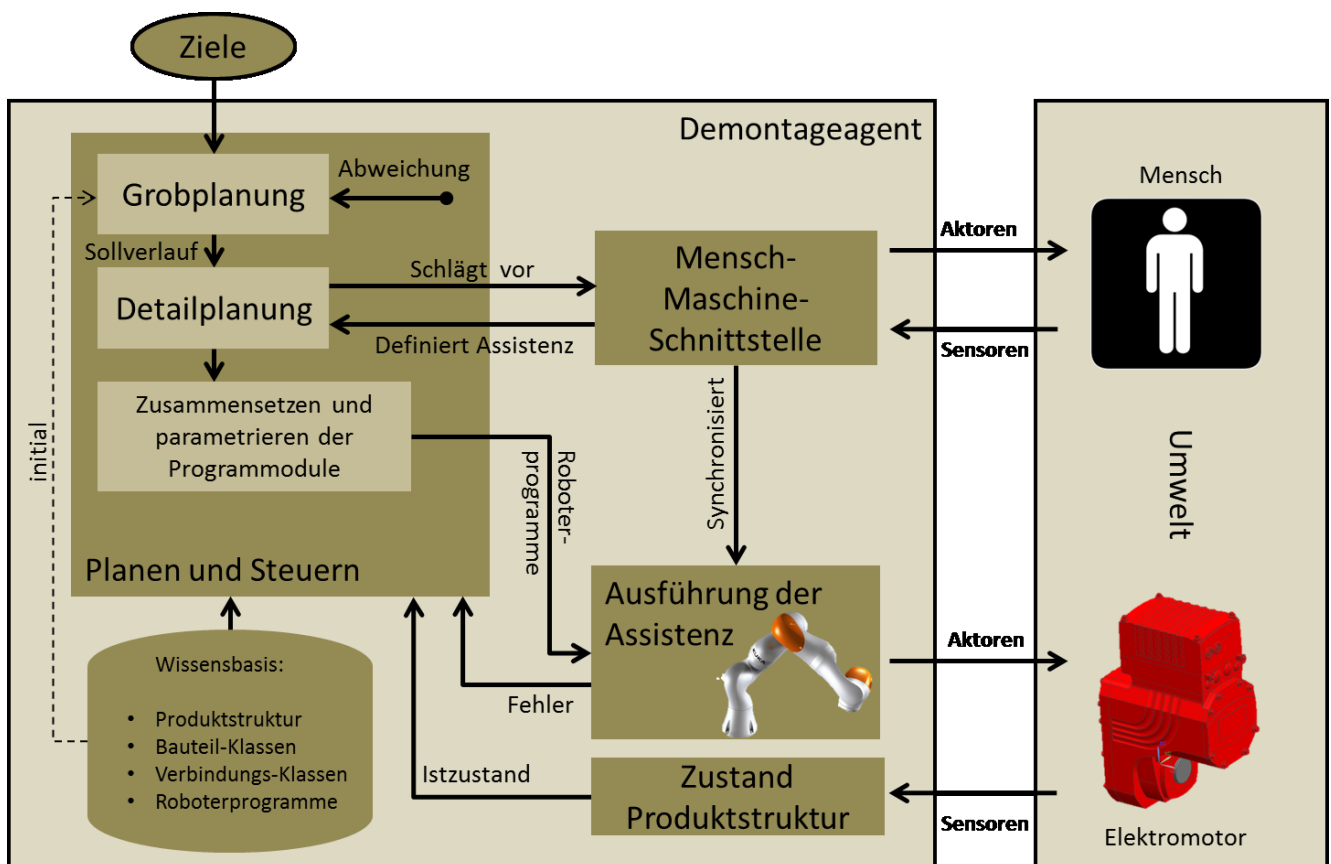 Ziele
Demontageagent
Abweichung
Grobplanung
Sollverlauf
Detailplanung
Schlägt vor
Definiert Assistenz
Mensch-
Maschine-
Schnittstelle
Aktoren
Sensoren
Mensch
Zusammensetzen und
parametrieren der
Programmodule
initial
Roboter-
programme
Synchronisiert
Umwelt
Planen und Steuern
Ausführung der
Assistenz
Aktoren
Fehler
Wissensbasis:
• Produktstruktur
• Bauteil-Klassen
• Verbindungs-Klassen
• Roboterprogramme
Istzustand
Zustand
Produktstruktur
Sensoren
Elektromotor